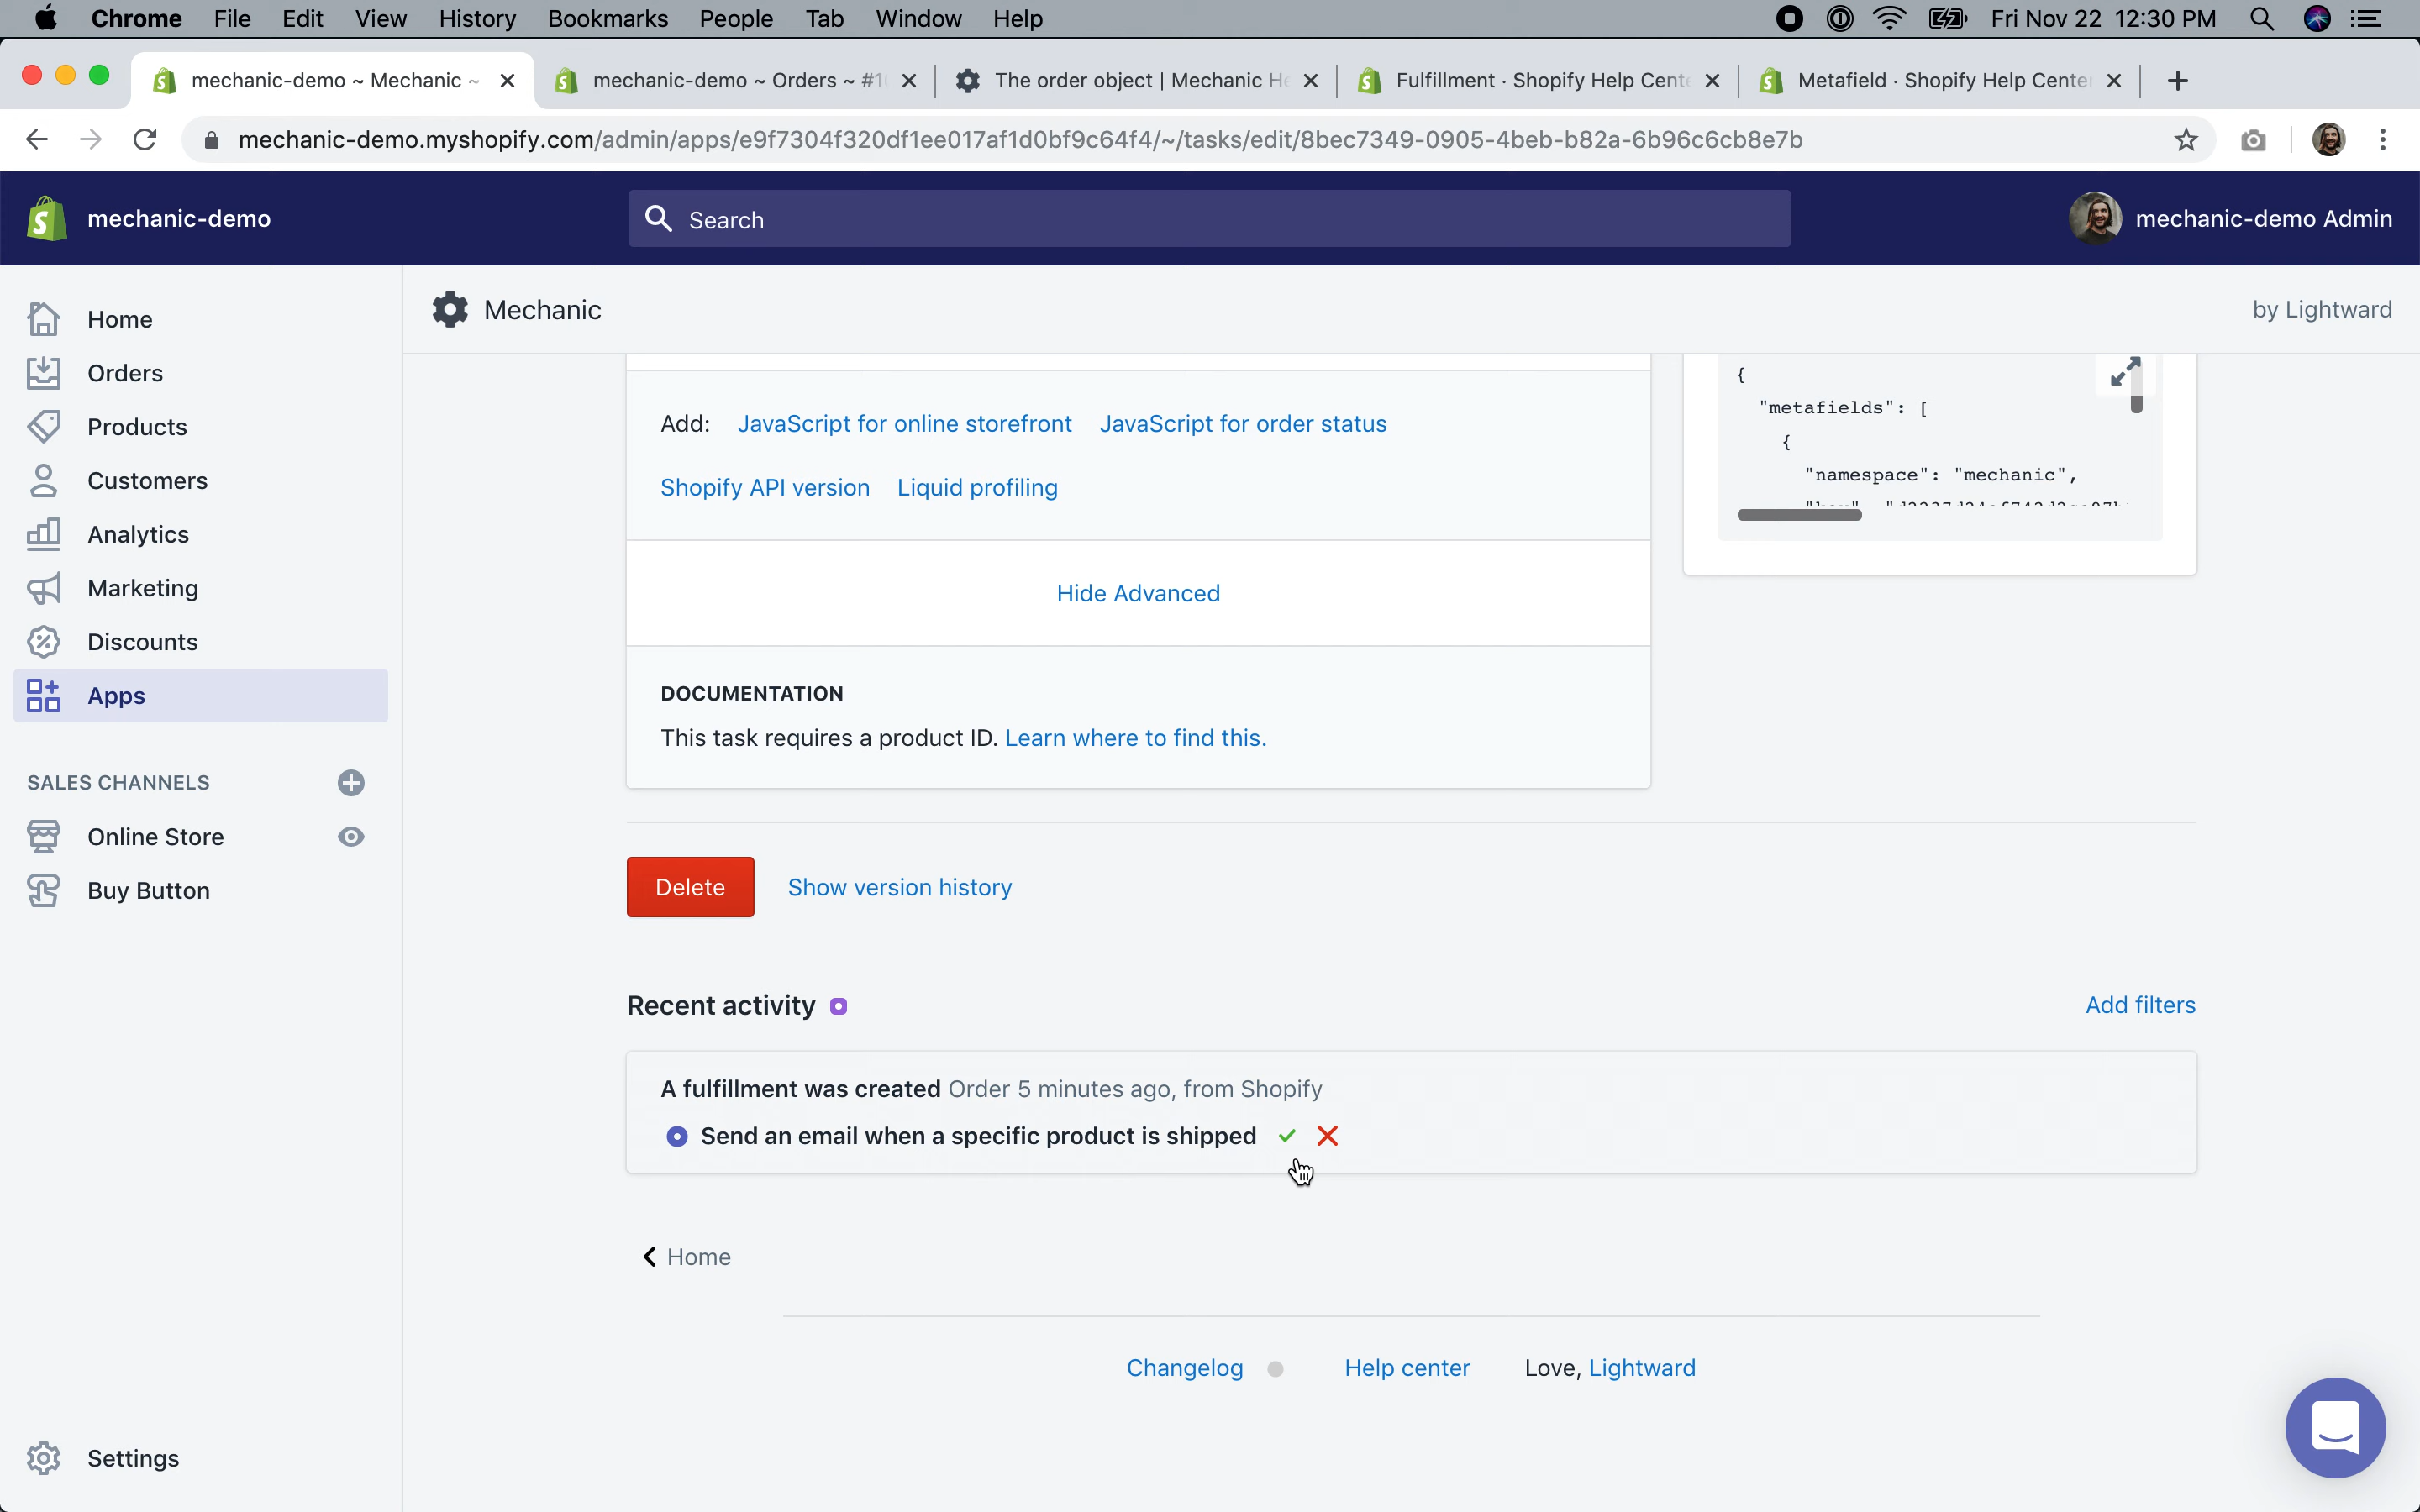 Chrome File Edit View History Bookmarks People Tab Window Help Fri Nov 22 12:30 PM
mechanic-demo ~ Mechanic ~ mechanic-demo ~ Orders ~ #1 The order object | Mechanic He Fulfillment · Shopify Help Cente Metafield · Shopify Help Center
mechanic-demo.myshopify.com/admin/apps/e9f7304f320df1ee017af1d0bf9c64f4/~/tasks/edit/8bec7349-0905-4beb-b82a-6b96c6cb8e7b
mechanic-demo
Search
mechanic-demo Admin
Home
Orders
Products
Customers
Analytics
Marketing
Discounts
Apps
SALES CHANNELS
Online Store
Buy Button
Settings
Mechanic
by Lightward
Add: JavaScript for online storefront JavaScript for order status
Shopify API version Liquid profiling
Hide Advanced
DOCUMENTATION
This task requires a product ID. Learn where to find this.
{
"metafields": [
{
"namespace": "mechanic",
Delete
Show version history
Recent activity
Add filters
A fulfillment was created Order 5 minutes ago, from Shopify
Send an email when a specific product is shipped
Home
Changelog
Help center
Love, Lightward